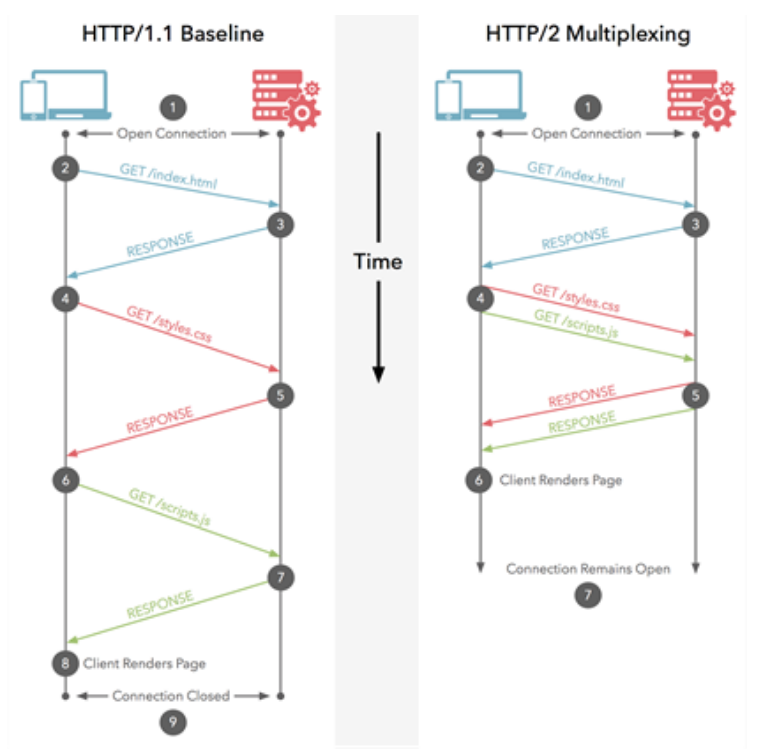 HTTP/1.1 Baseline
1
Open Connection
2
GET /index.html
3
RESPONSE
4
GET /styles.css
5
RESPONSE
6
GET /scripts.js
7
RESPONSE
8 Client Renders Page
Connection Closed
9
Time
HTTP/2 Multiplexing
1
Open Connection
2
GET /index.html
3
RESPONSE
4
GET /styles.css
GET /scripts.js
5
RESPONSE
RESPONSE
6 Client Renders Page
Connection Remains Open
7